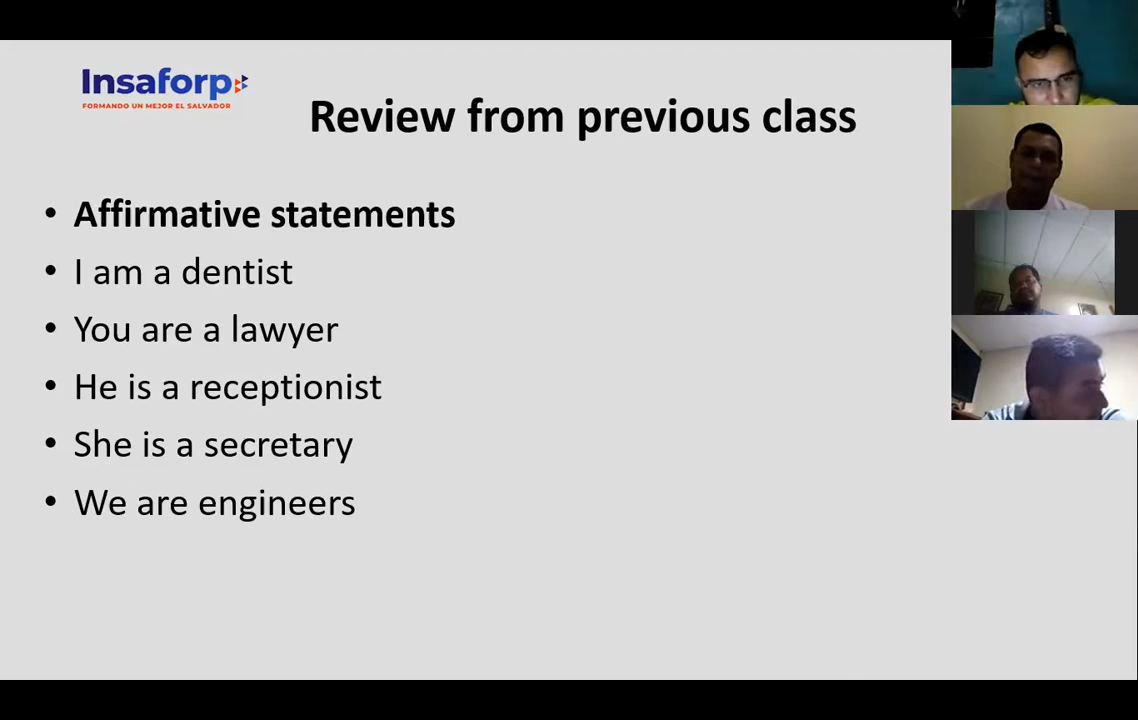 Insaforp
FORMANDO UN MEJOR EL SALVADOR
Review from previous class
• Affirmative statements
• I am a dentist
• You are a lawyer
• He is a receptionist
• She is a secretary
• We are engineers